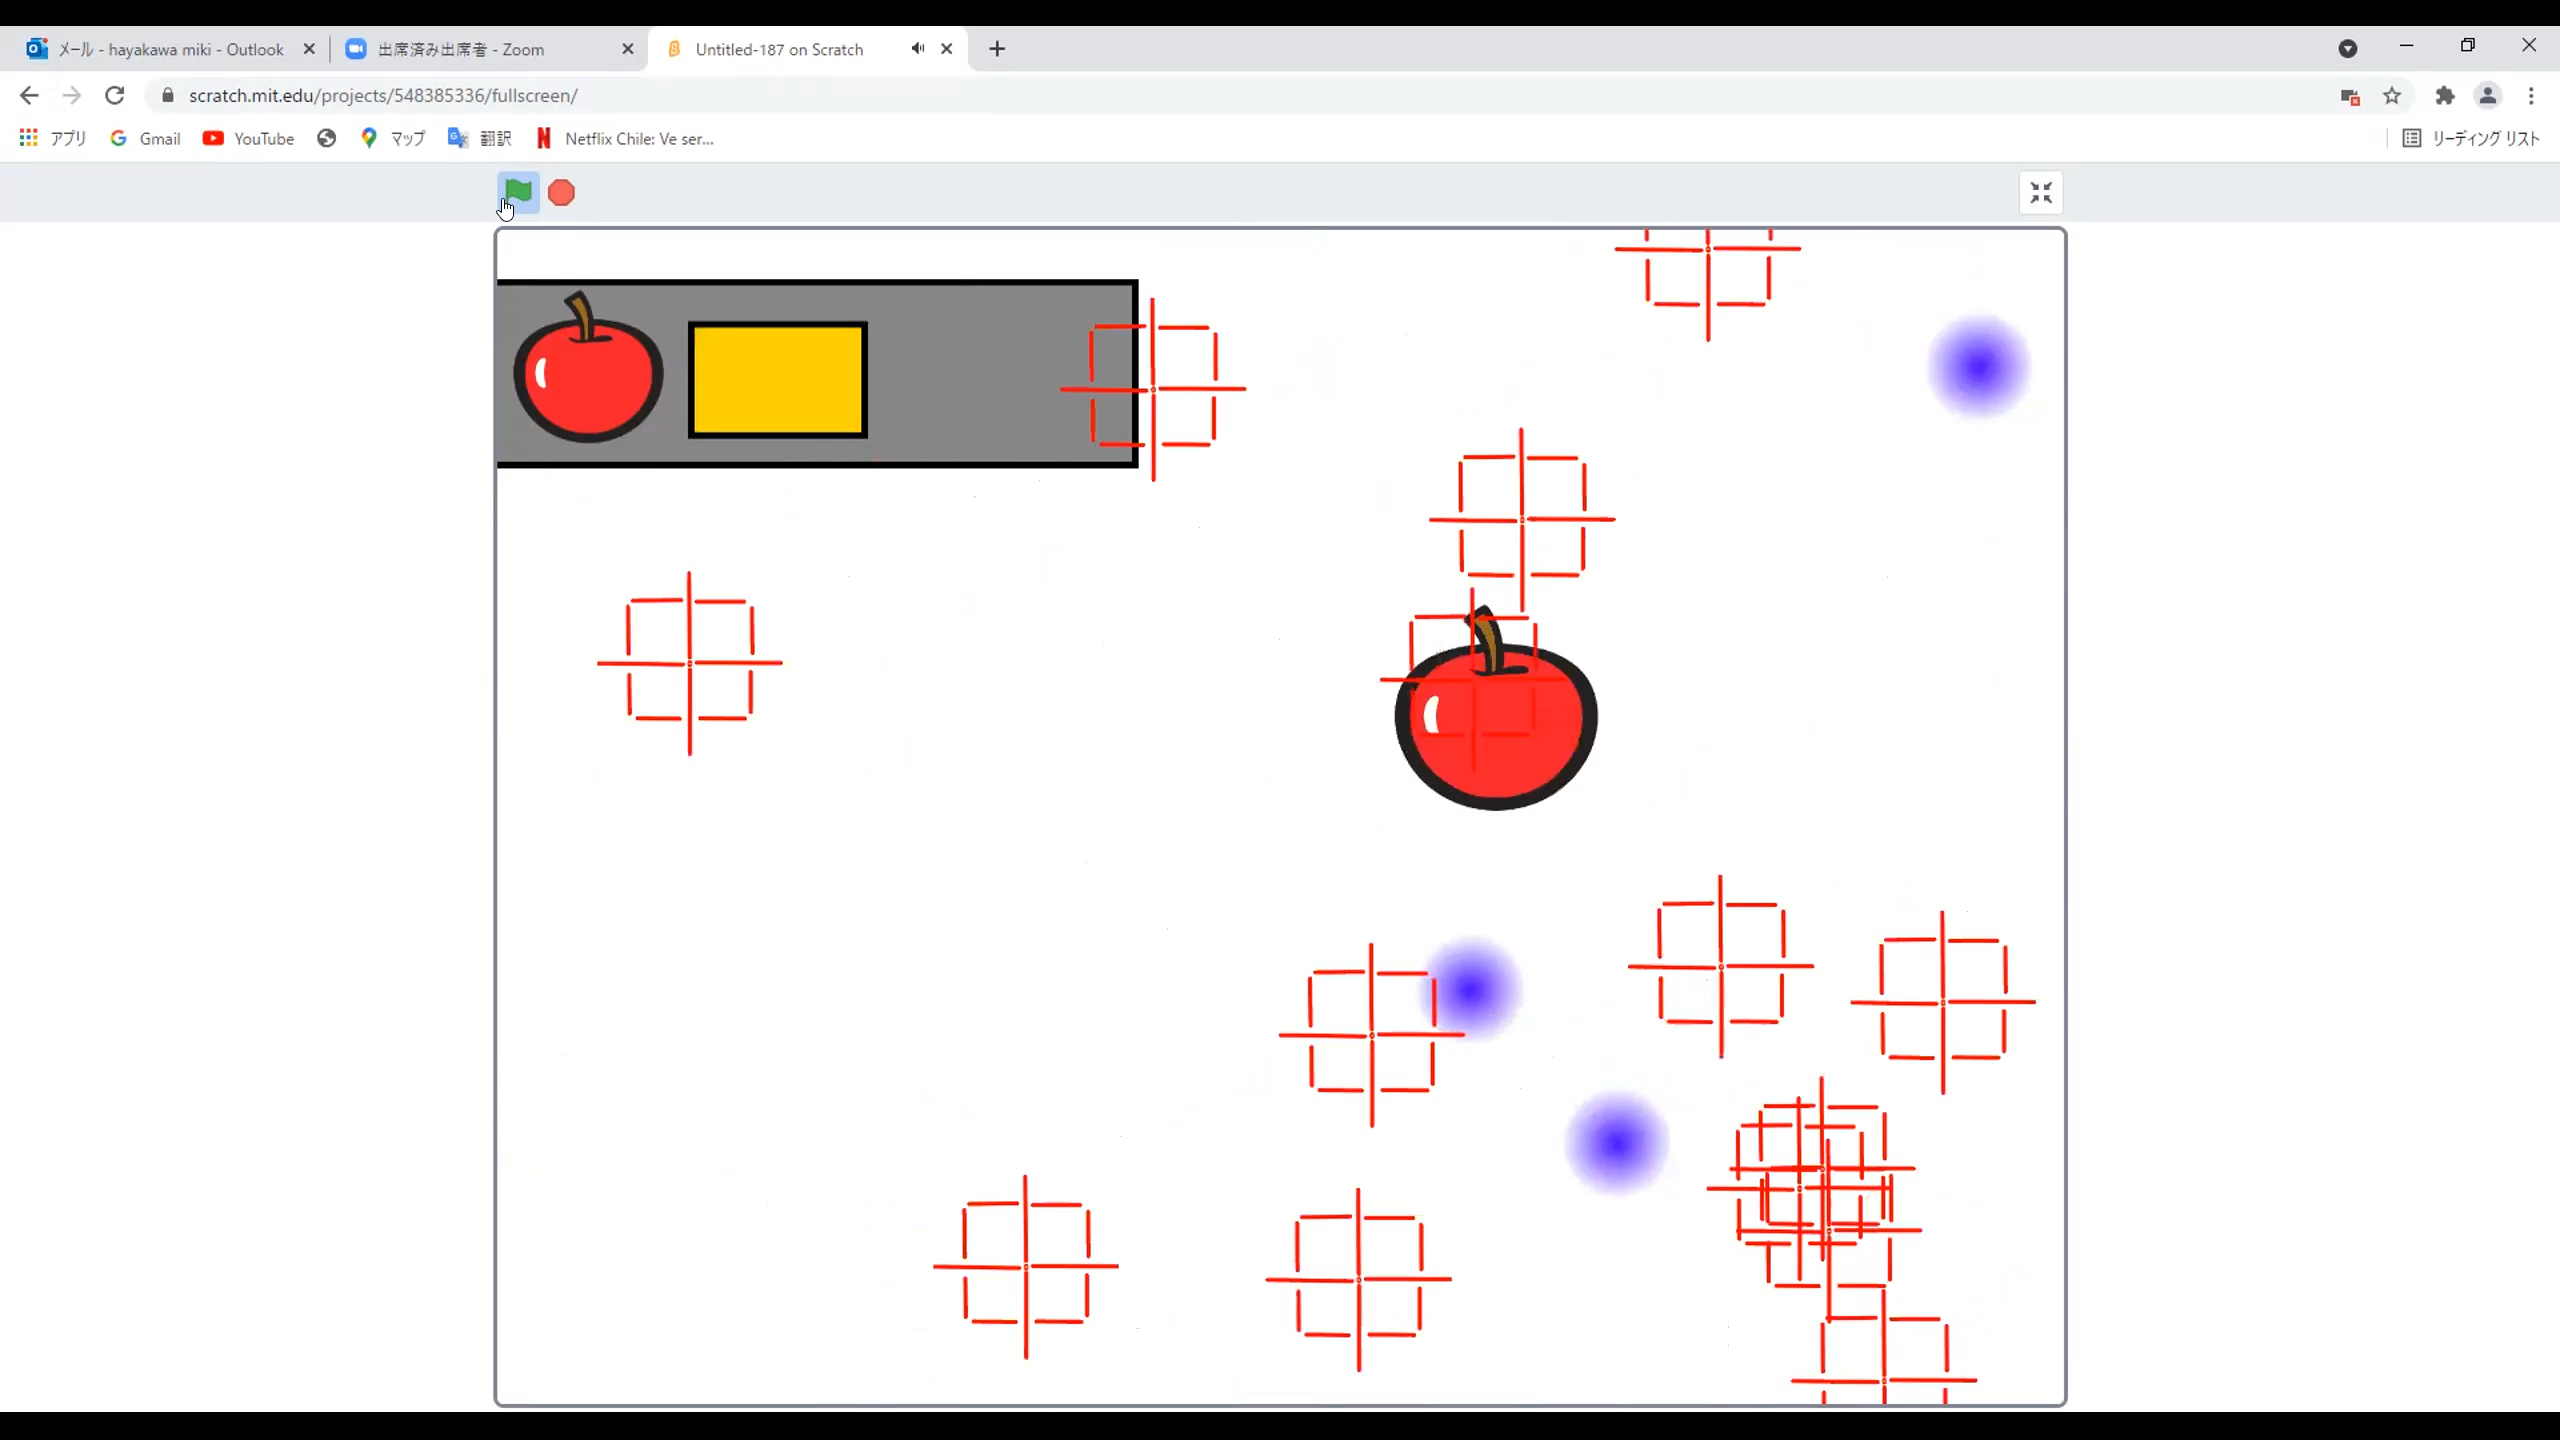 メール - hayakawa miki - Outlook
出席済み出席者 - Zoom
Untitled-187 on Scratch
scratch.mit.edu/projects/548385336/fullscreen/
アプリ
Gmail
YouTube
マップ
翻訳
Netflix Chile: Ve ser...
リーディング リスト